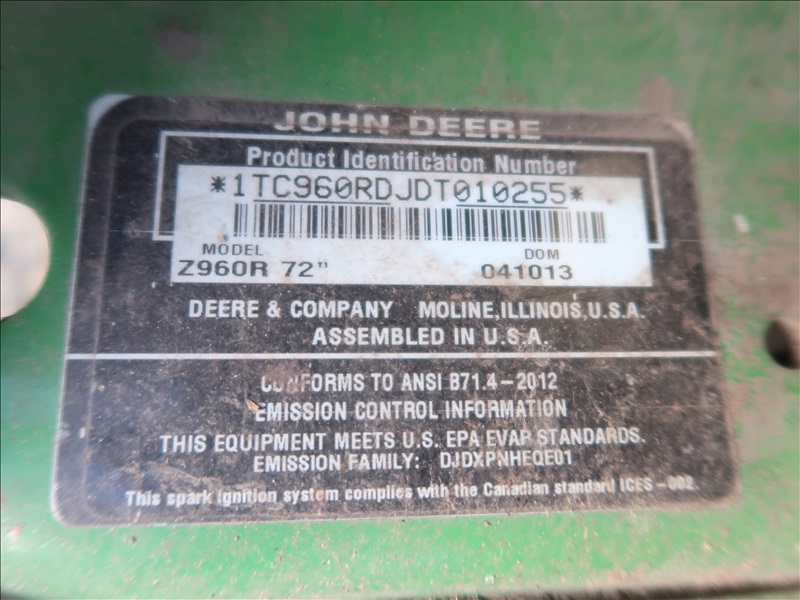 JOHN DEERE
Product Identification Number
*1TC960RDJDT010255*
MODEL DOM
Z960R 72" 041013
DEERE & COMPANY MOLINE, ILLINOIS, U.S.A.
ASSEMBLED IN U.S.A.
CONFORMS TO ANSI B71.4-2012
EMISSION CONTROL INFORMATION
THIS EQUIPMENT MEETS U.S. EPA EVAP STANDARDS.
EMISSION FAMILY: DJDXPNHEQE01
This spark ignition system complies with the Canadian standard ICES-002.